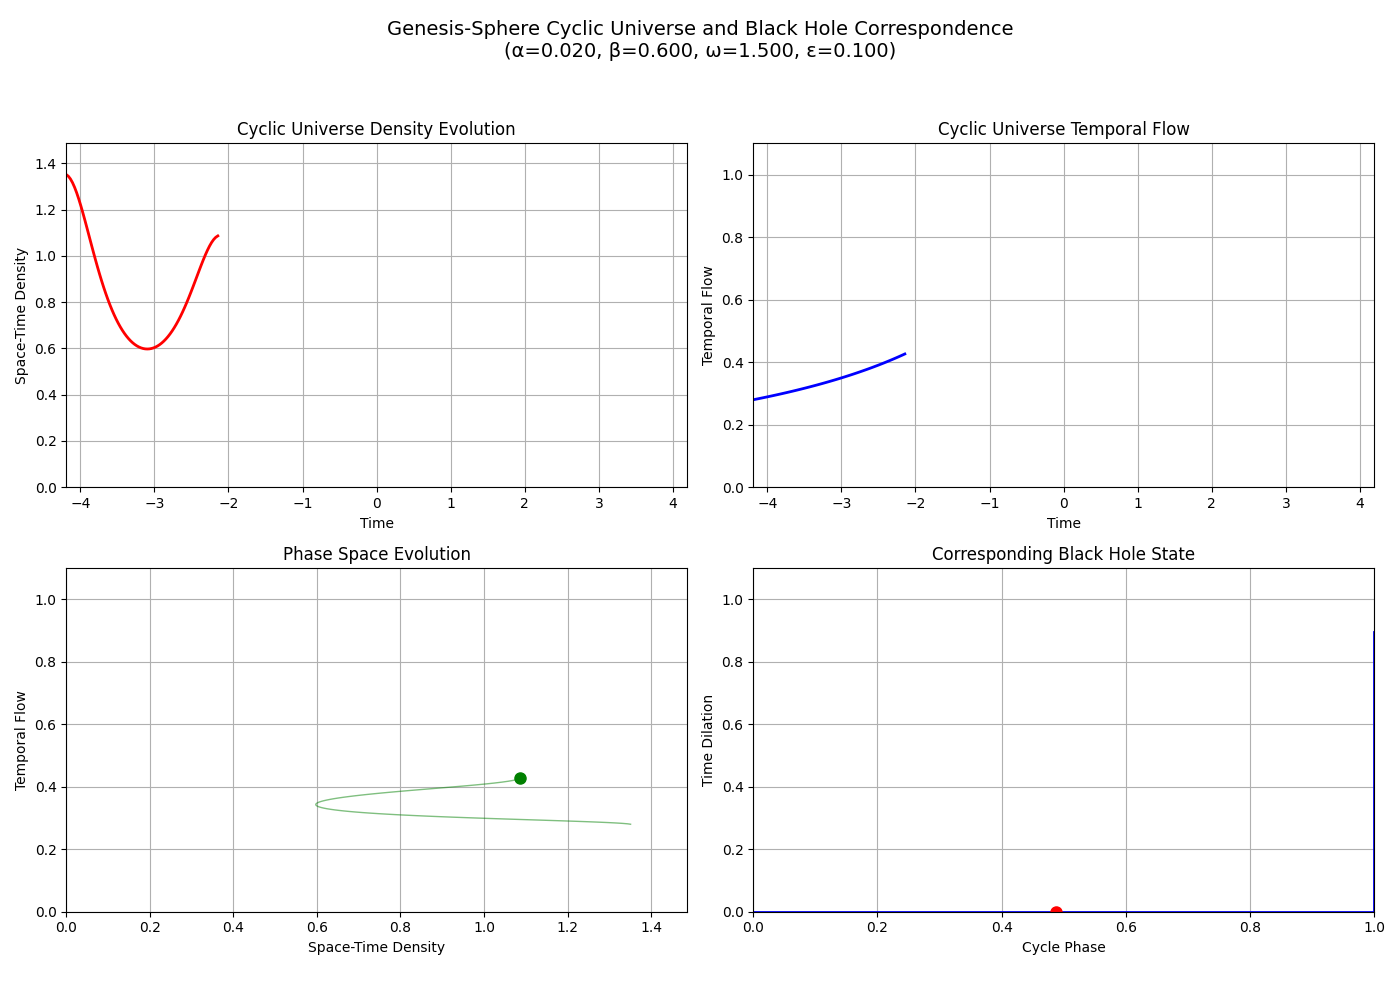 Genesis-Sphere Cyclic Universe and Black Hole Correspondence
(α=0.020, β=0.600, ω=1.500, ε=0.100)
Cyclic Universe Density Evolution
Space-Time Density
1.4
1.2
1.0
0.8
0.6
0.4
0.2
0.0
−4 −3 −2 −1 0 1 2 3 4
Time
Cyclic Universe Temporal Flow
Temporal Flow
1.0
0.8
0.6
0.4
0.2
0.0
−4 −3 −2 −1 0 1 2 3 4
Time
Phase Space Evolution
Temporal Flow
1.0
0.8
0.6
0.4
0.2
0.0
0.0 0.2 0.4 0.6 0.8 1.0 1.2 1.4
Space-Time Density
Corresponding Black Hole State
Time Dilation
1.0
0.8
0.6
0.4
0.2
0.0
0.0 0.2 0.4 0.6 0.8 1.0
Cycle Phase